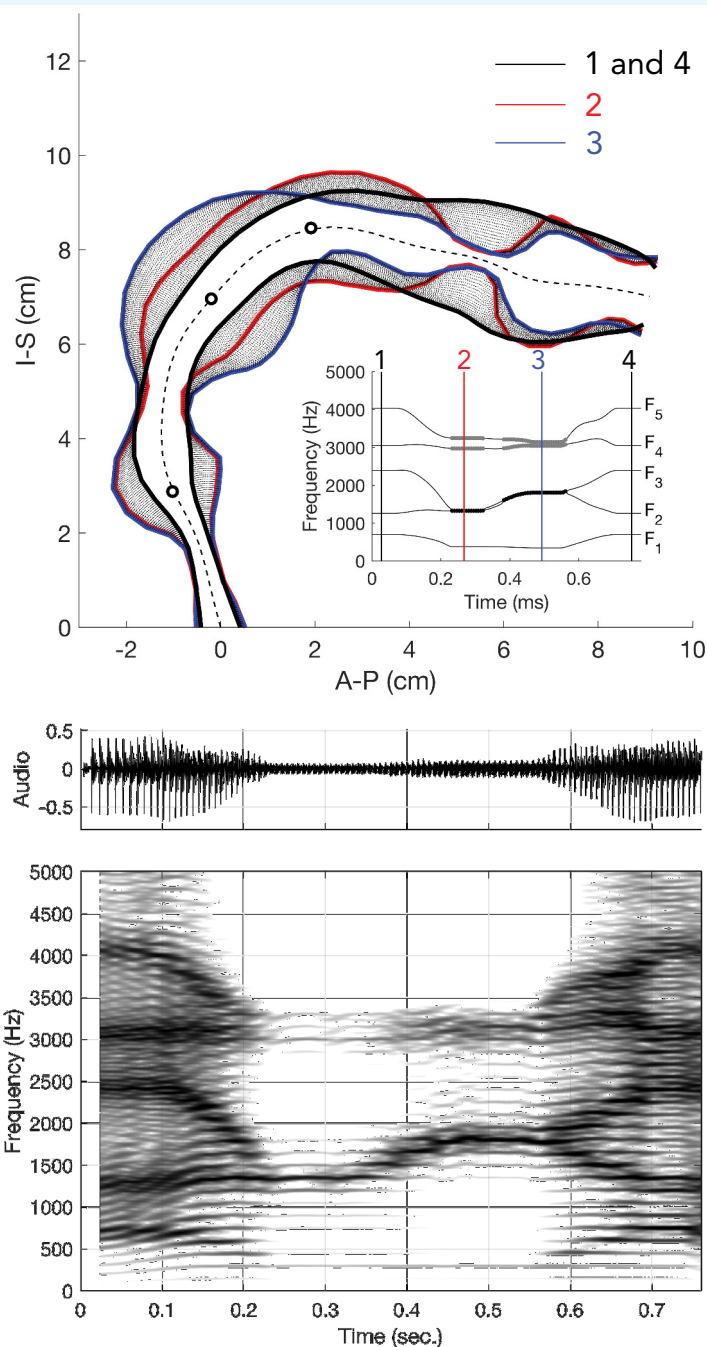 12
1 and 4
2
3
10
8
I-S (cm)
6
4
2
0
-2 0 2 4 6 8 10
A-P (cm)
1 2 3 4
5000
4000
3000
2000
1000
0
Frequency (Hz)
F5
F4
F3
F2
F1
0 0.2 0.4 0.6
Time (ms)
0.5
0
-0.5
Audio
5000
4500
4000
3500
3000
2500
2000
1500
1000
500
0
Frequency (Hz)
0 0.1 0.2 0.3 0.4 0.5 0.6 0.7
Time (sec.)